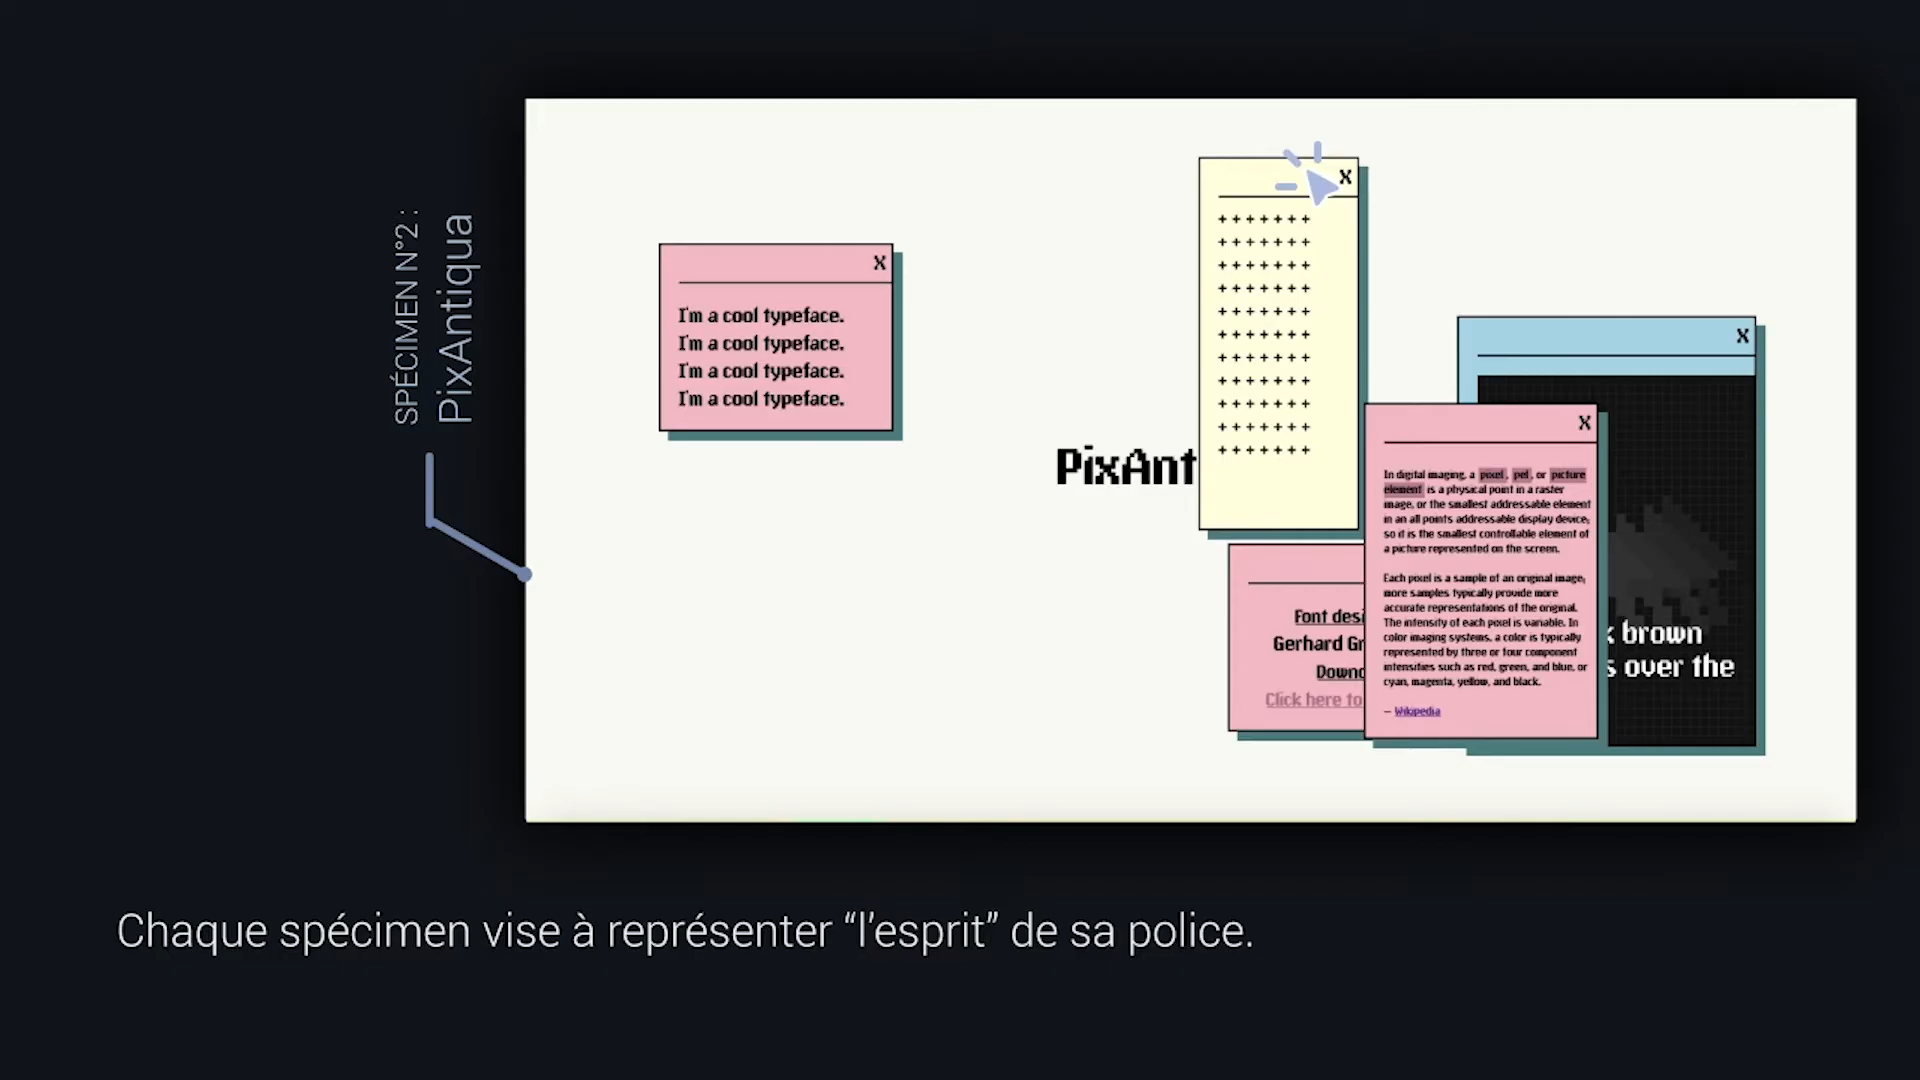 SPÉCIMEN N°2 :
PixAntiqua
X
I'm a cool typeface.
I'm a cool typeface.
I'm a cool typeface.
I'm a cool typeface.
PixAnt
X
+ + + + + + +
+ + + + + + +
+ + + + + + +
+ + + + + + +
+ + + + + + +
+ + + + + + +
+ + + + + + +
+ + + + + + +
+ + + + + + +
+ + + + + + +
+ + + + + + +
Font desi
Gerhard Gr
Downo
Click here to
X
In digital imaging, a pixel, pel, or picture
element is a physical point in a raster
image, or the smallest addressable element
in an all points addressable display device;
so it is the smallest controllable element of
a picture represented on the screen.
Each pixel is a sample of an original image;
more samples typically provide more
accurate representations of the original.
The intensity of each pixel is variable. In
color imaging systems, a color is typically
represented by three or four component
intensities such as red, green, and blue, or
cyan, magenta, yellow, and black.
— Wikipedia
X
k brown
s over the
Chaque spécimen vise à représenter “l’esprit” de sa police.